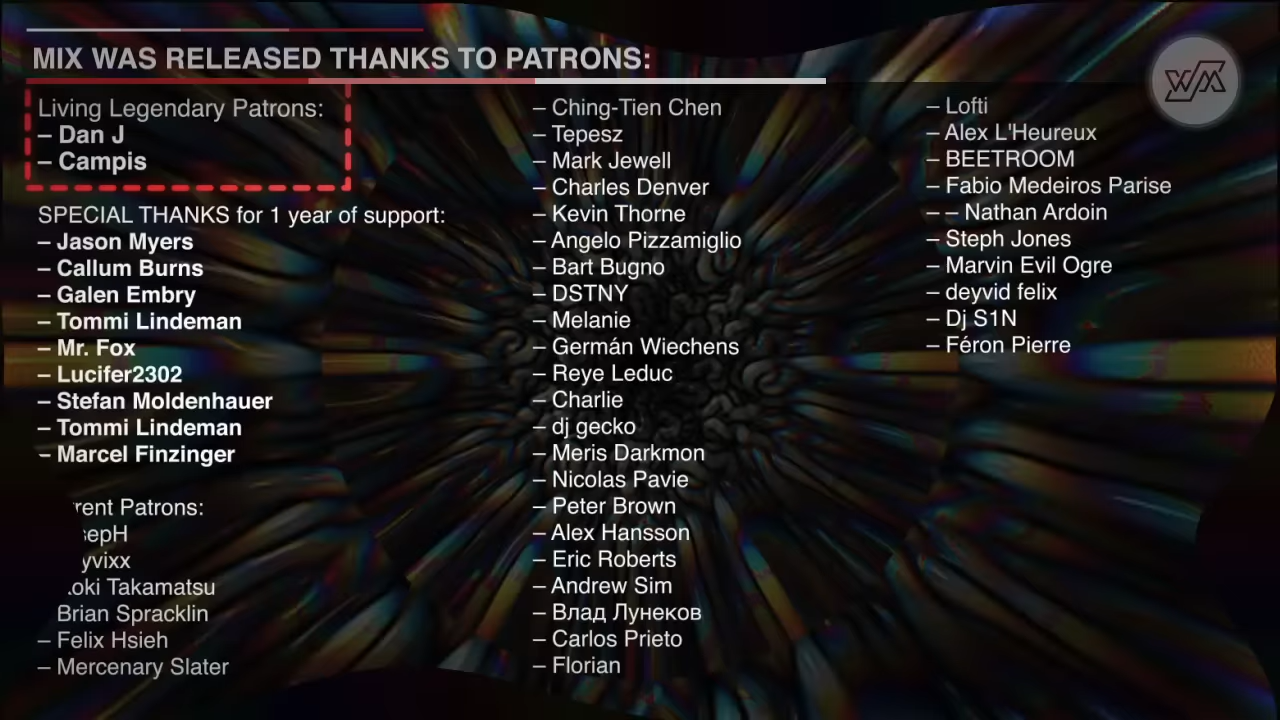 MIX WAS RELEASED THANKS TO PATRONS:
WM
Living Legendary Patrons:
– Dan J
– Campis
SPECIAL THANKS for 1 year of support:
– Jason Myers
– Callum Burns
– Galen Embry
– Tommi Lindeman
– Mr. Fox
– Lucifer2302
– Stefan Moldenhauer
– Tommi Lindeman
– Marcel Finzinger
Patrons:
Takamatsu
Brian Spracklin
– Felix Hsieh
– Mercenary Slater
– Ching-Tien Chen
– Tepesz
– Mark Jewell
– Charles Denver
– Kevin Thorne
– Angelo Pizzamiglio
– Bart Bugno
– DSTNY
– Melanie
– Germán Wiechens
– Reye Leduc
– Charlie
– dj gecko
– Meris Darkmon
– Nicolas Pavie
– Peter Brown
– Alex Hansson
– Eric Roberts
– Andrew Sim
– Влад Лунеков
– Carlos Prieto
– Florian
– Lofti
– Alex L'Heureux
– BEETROOM
– Fabio Medeiros Parise
– – Nathan Ardoin
– Steph Jones
– Marvin Evil Ogre
– deyvid felix
– Dj S1N
– Féron Pierre